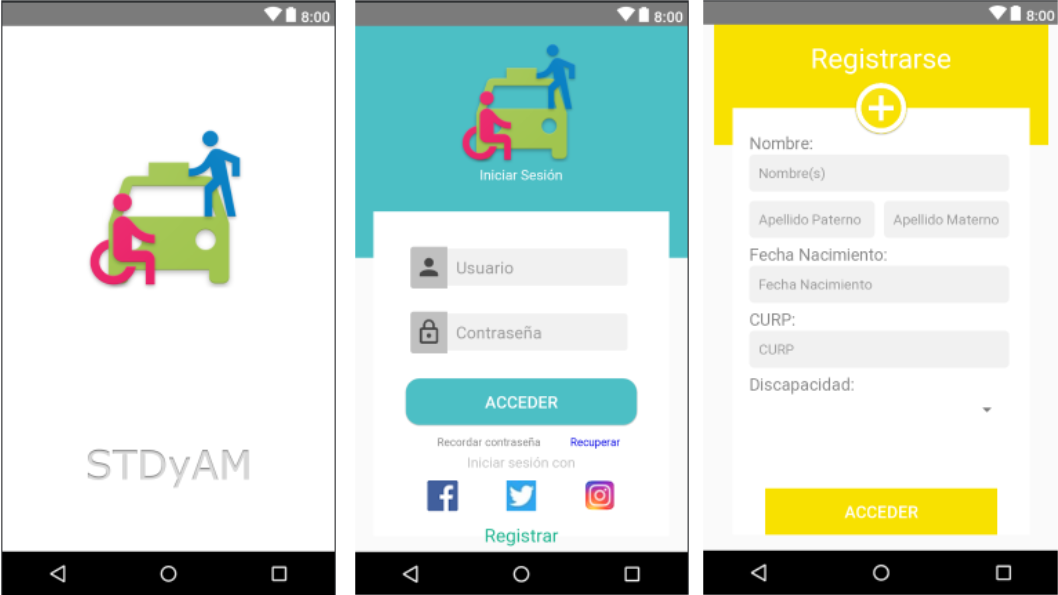 8:00
STDyAM
8:00
Iniciar Sesión
Usuario
Contraseña
ACCEDER
Recordar contraseña Recuperar
Iniciar sesión con
Registrar
8:00
Registrarse
Nombre:
Nombre(s)
Apellido Paterno Apellido Materno
Fecha Nacimiento:
Fecha Nacimiento
CURP:
CURP
Discapacidad:
ACCEDER